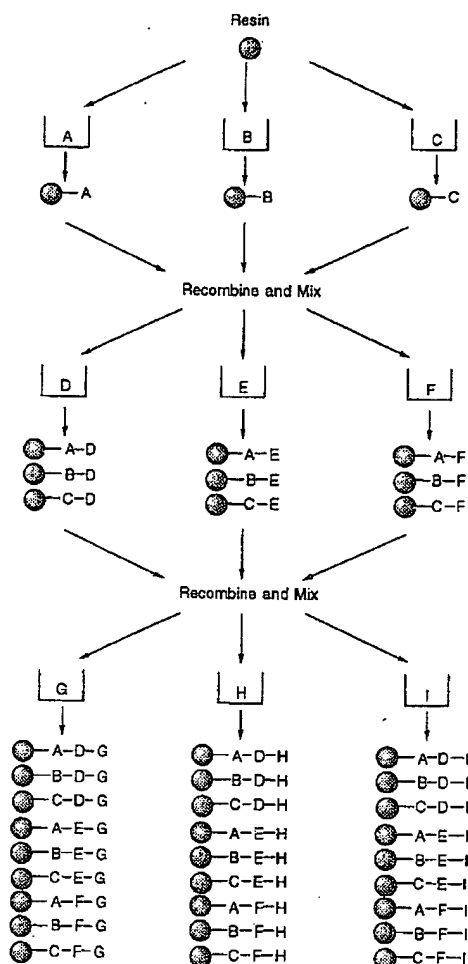 Resin
A B C
A B C
Recombine and Mix
D E F
A-D A-E A-F
B-D B-E B-F
C-D C-E C-F
Recombine and Mix
G H I
A-D-G A-D-H A-D-I
B-D-G B-D-H B-D-I
C-D-G C-D-H C-D-I
A-E-G A-E-H A-E-I
B-E-G B-E-H B-E-I
C-E-G C-E-H C-E-I
A-F-G A-F-H A-F-I
B-F-G B-F-H B-F-I
C-F-G C-F-H C-F-I